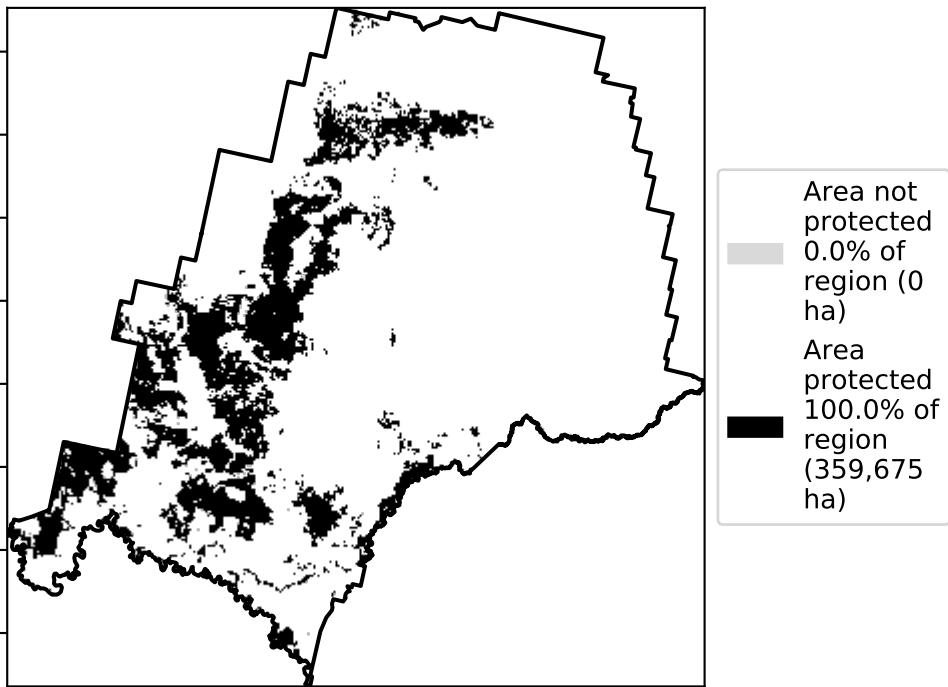 Area not
protected
0.0% of
region (0
ha)
Area
protected
100.0% of
region
(359,675
ha)